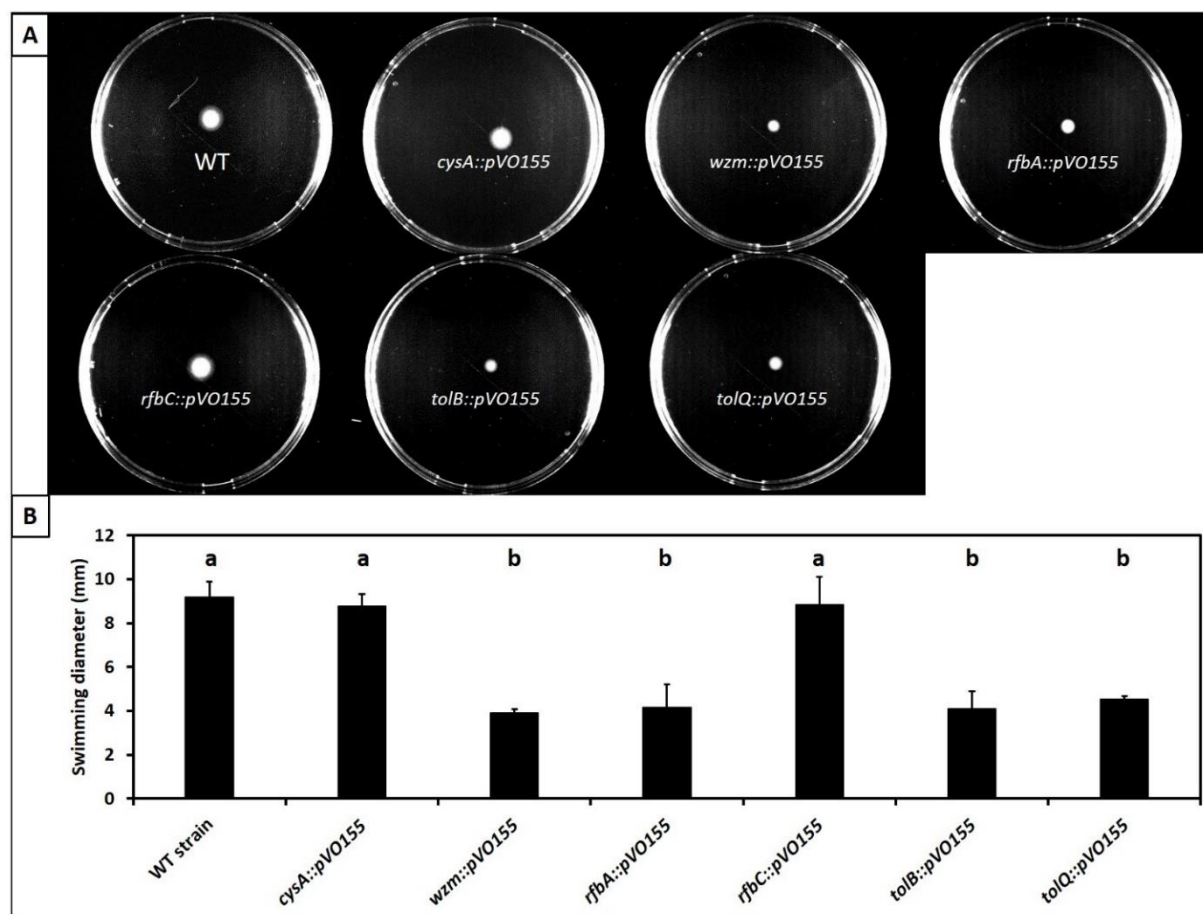 A
WT
cysA::pVO155
wzm::pVO155
rfbA::pVO155
rfbC::pVO155
tolB::pVO155
tolQ::pVO155
B
12
10
8
6
4
2
0
Swimming diameter (mm)
a a b b a b b
WT strain
cysA::pVO155
wzm::pVO155
rfbA::pVO155
rfbC::pVO155
tolB::pVO155
tolQ::pVO155